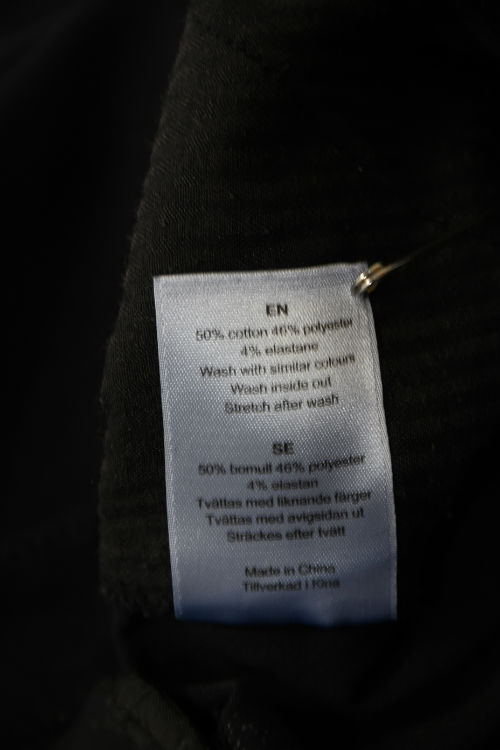 EN
50% cotton 46% polyester
4% elastane
Wash with similar colours
Wash inside out
Stretch after wash
SE
50% bomull 46% polyester
4% elastan
Tvättas med liknande färger
Tvättas med avigsidan ut
Sträckes efter tvätt
Made in China
Tillverkad i Kina